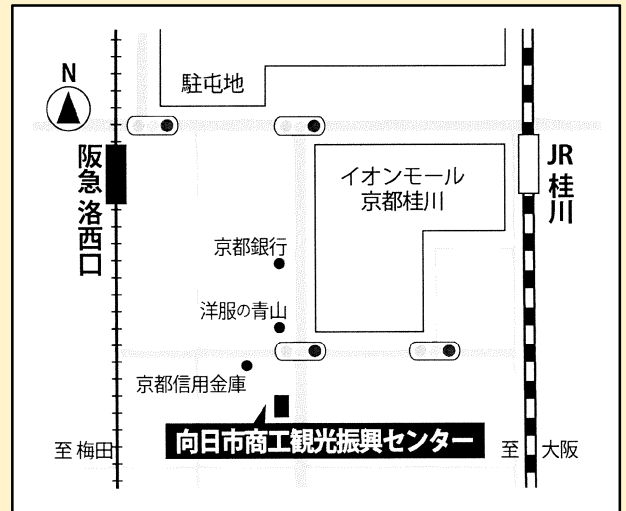 駐屯地
N
阪急 洛西口
イオンモール
京都桂川
JR 桂川
京都銀行
洋服の青山
京都信用金庫
向日市商工観光振興センター
至 梅田
至 大阪